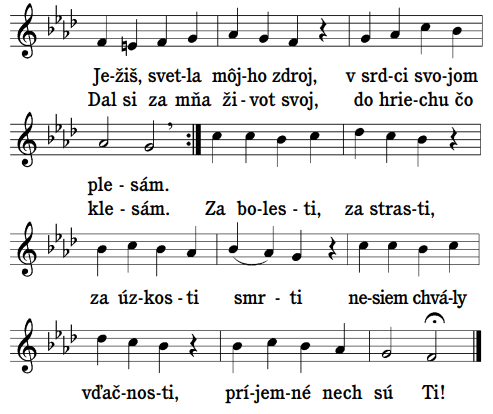 Je-žiš, svet-la môj-ho zdroj, v srd-ci svo-jom
Dal si za mňa ži-vot svoj, do hrie-chu čo
ple-sám.
kle-sám. Za bo-les-ti, za stras-ti,
za úz-kos-ti smr-ti ne-siem chvá-ly
vďač-nos-ti, prí-jem-né nech sú Ti!